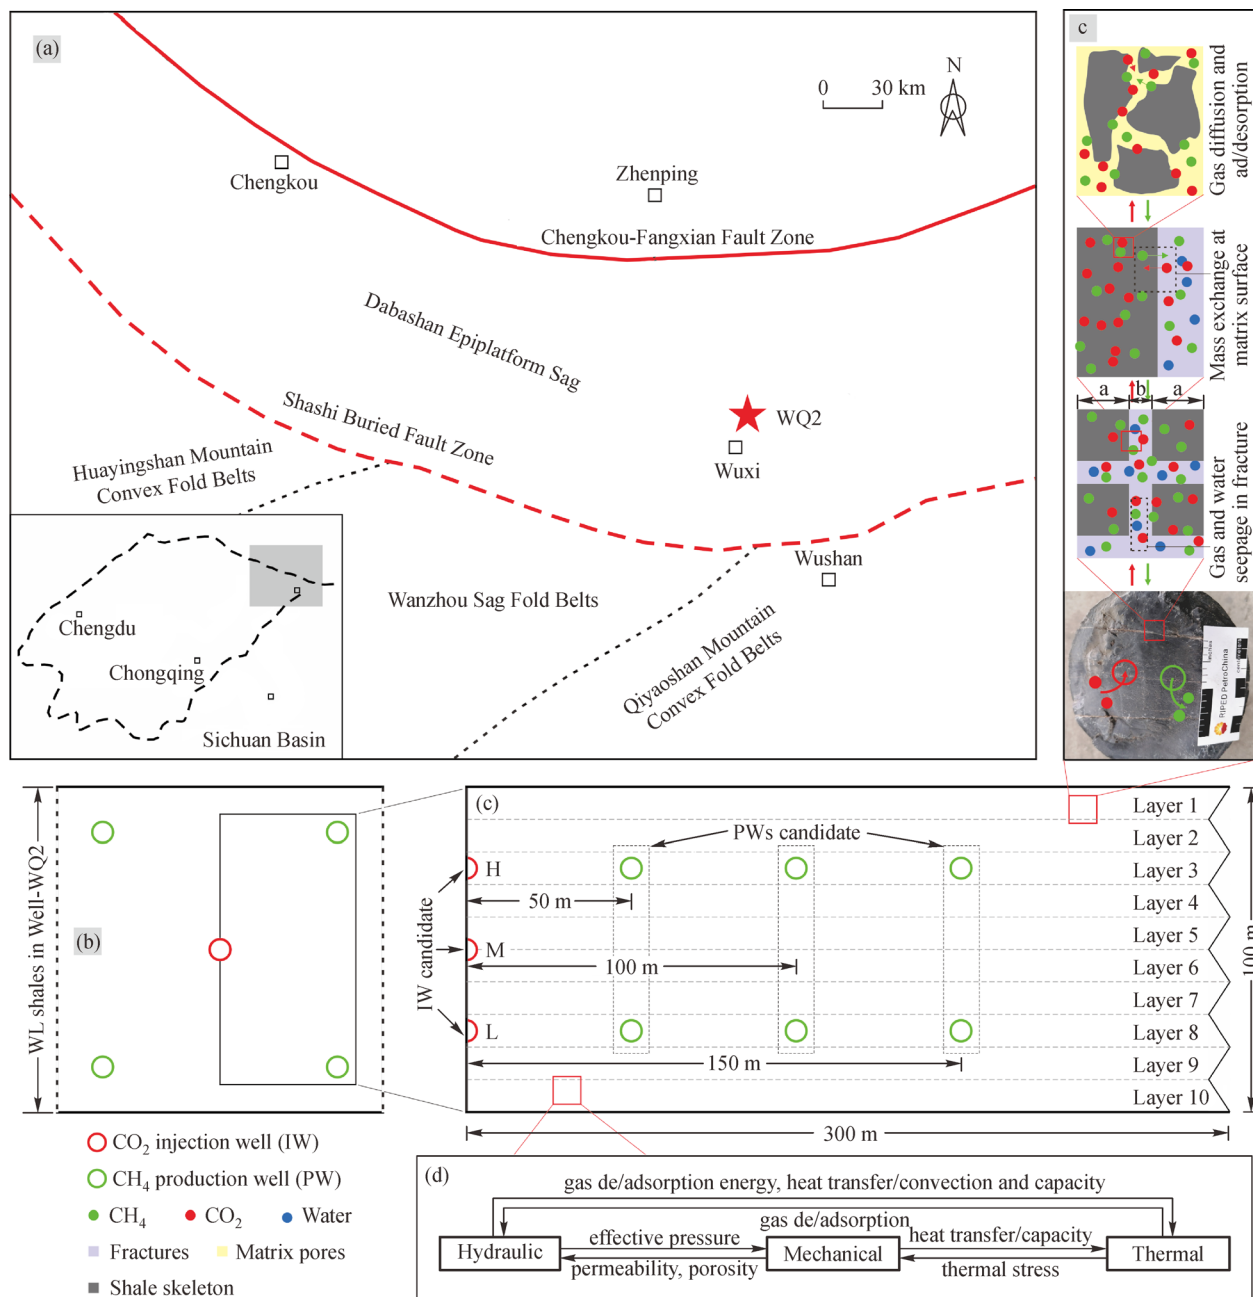 (a)
0 30 km
N
Chengkou
Zhenping
Chengkou-Fangxian Fault Zone
Dabashan Epiplatform Sag
Shashi Buried Fault Zone
WQ2
Wuxi
Huayingshan Mountain
Convex Fold Belts
Wushan
Wanzhou Sag Fold Belts
Qiyaoshan Mountain
Convex Fold Belts
Chengdu
Chongqing
Sichuan Basin
c
Gas diffusion and
ad/desorption
Mass exchange at
matrix surface
a b a
Gas and water
seepage in fracture
RIPED PetroChina
(b)
WL shales in Well-WQ2
(c)
IW candidate
PWs candidate
H
M
L
50 m
100 m
150 m
300 m
100 m
Layer 1
Layer 2
Layer 3
Layer 4
Layer 5
Layer 6
Layer 7
Layer 8
Layer 9
Layer 10
CO2 injection well (IW)
CH4 production well (PW)
CH4 CO2 Water
Fractures Matrix pores
Shale skeleton
(d)
gas de/adsorption energy, heat transfer/convection and capacity
gas de/adsorption
effective pressure
heat transfer/capacity
Hydraulic Mechanical Thermal
permeability, porosity
thermal stress